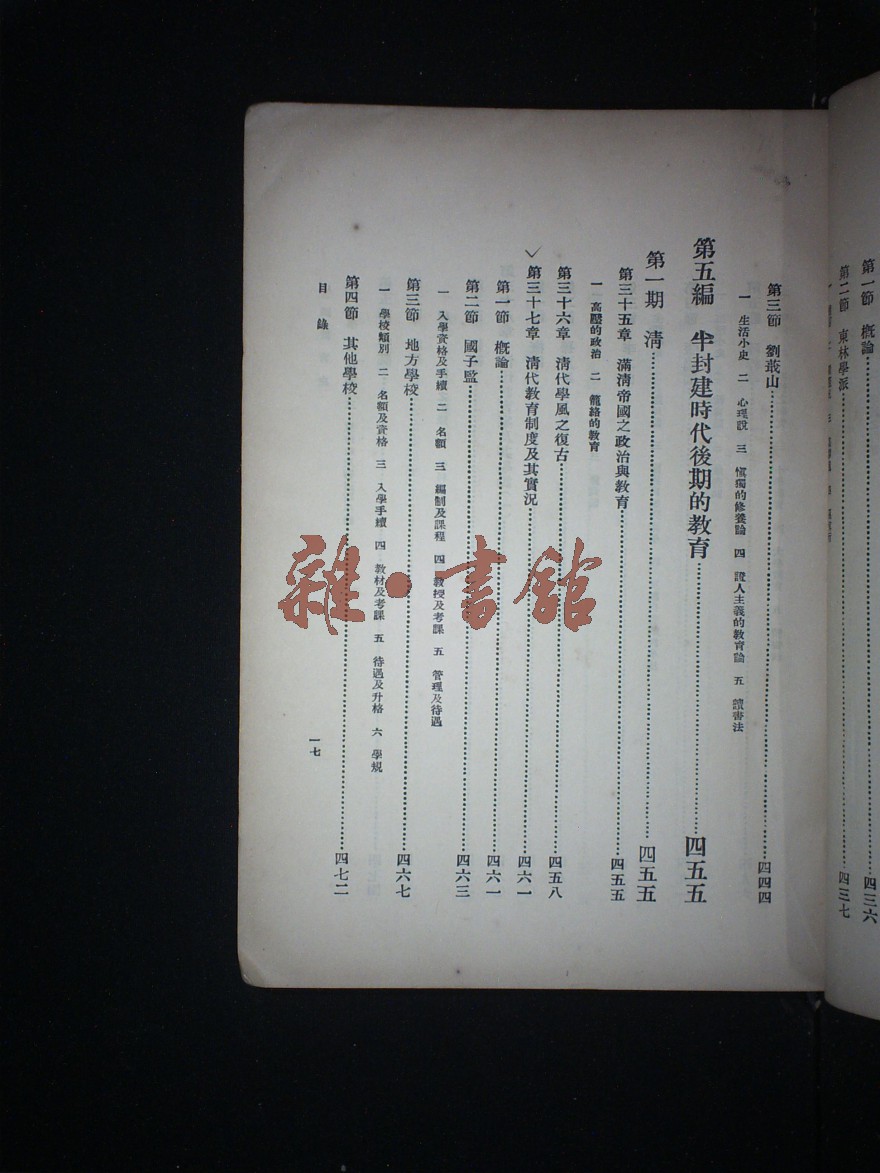 第一節 概論……四三六
第二節 東林學派……四三七
第三節 劉蕺山……四四四
一 生活小史 二 心理說 三 愼獨的修養論 四 證人主義的教育論 五 讀書法
第五編 半封建時代後期的教育……四五五
第一期 清……四五五
第三十五章 滿清帝國之政治與教育……四五五
一 高壓的政治 二 籠絡的教育
第三十六章 清代學風之復古……四五八
第三十七章 清代教育制度及其實況……四六一
第一節 概論……四六一
第二節 國子監……四六三
一 入學資格及手續 二 名額 三 編制及課程 四 教授及考課 五 管理及待遇
第三節 地方學校……四六七
一 學校類別 二 名額及資格 三 入學手續 四 教材及考課 五 待遇及升格 六 學規
第四節 其他學校……四七二
目錄
一七
雜·書館